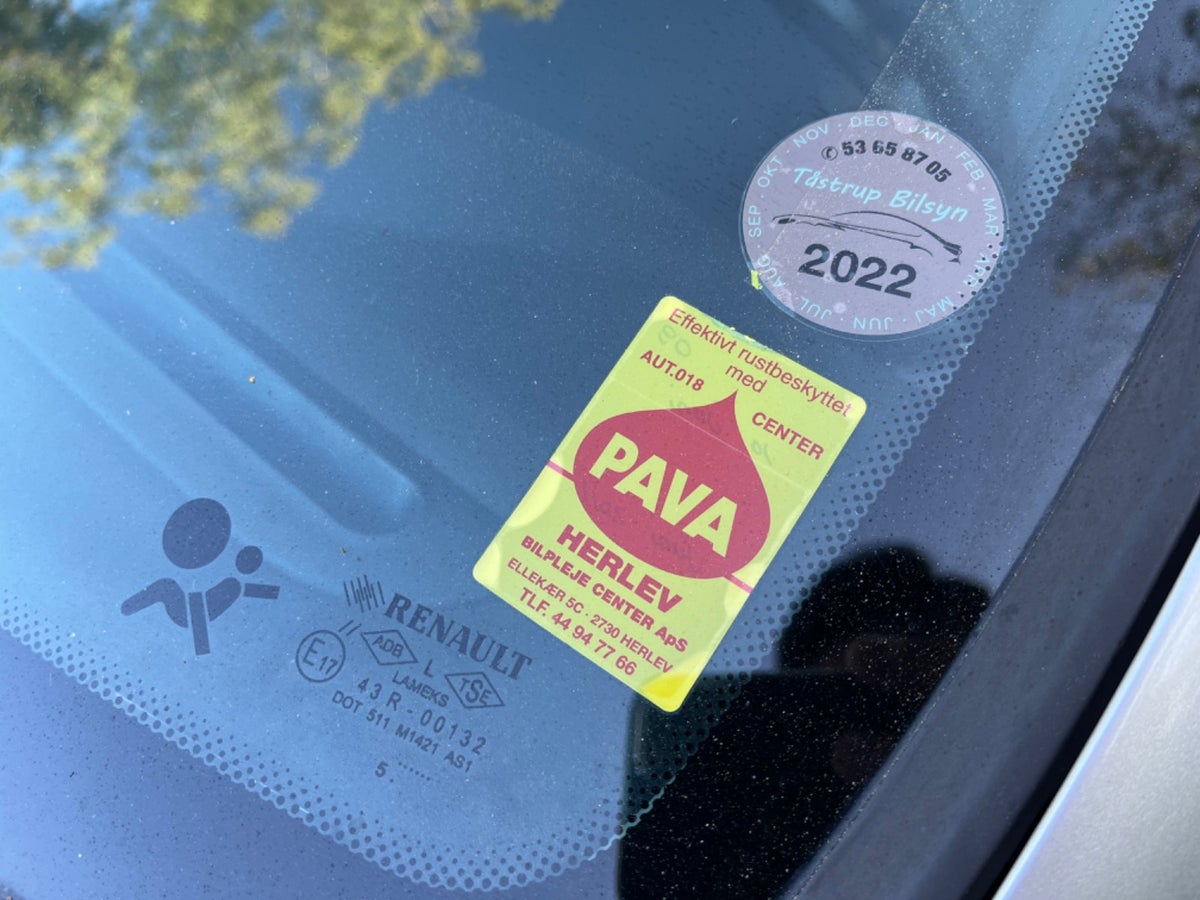 OKT · NOV · DEC · JAN · FEB · MAR · APR · MAJ · JUN · JUL · AUG · SEP
✆ 53 65 87 05
Tåstrup Bilsyn
2022
Effektivt rustbeskyttet
med
AUT.018
CENTER
PAVA
HERLEV
BILPLEJE CENTER ApS
ELLEKÆR 5C · 2730 HERLEV
TLF. 44 94 77 66
RENAULT
E17
ADB
L
TSE
LAMEKS
43R-00132
DOT 511 M1421 AS1
5 .......